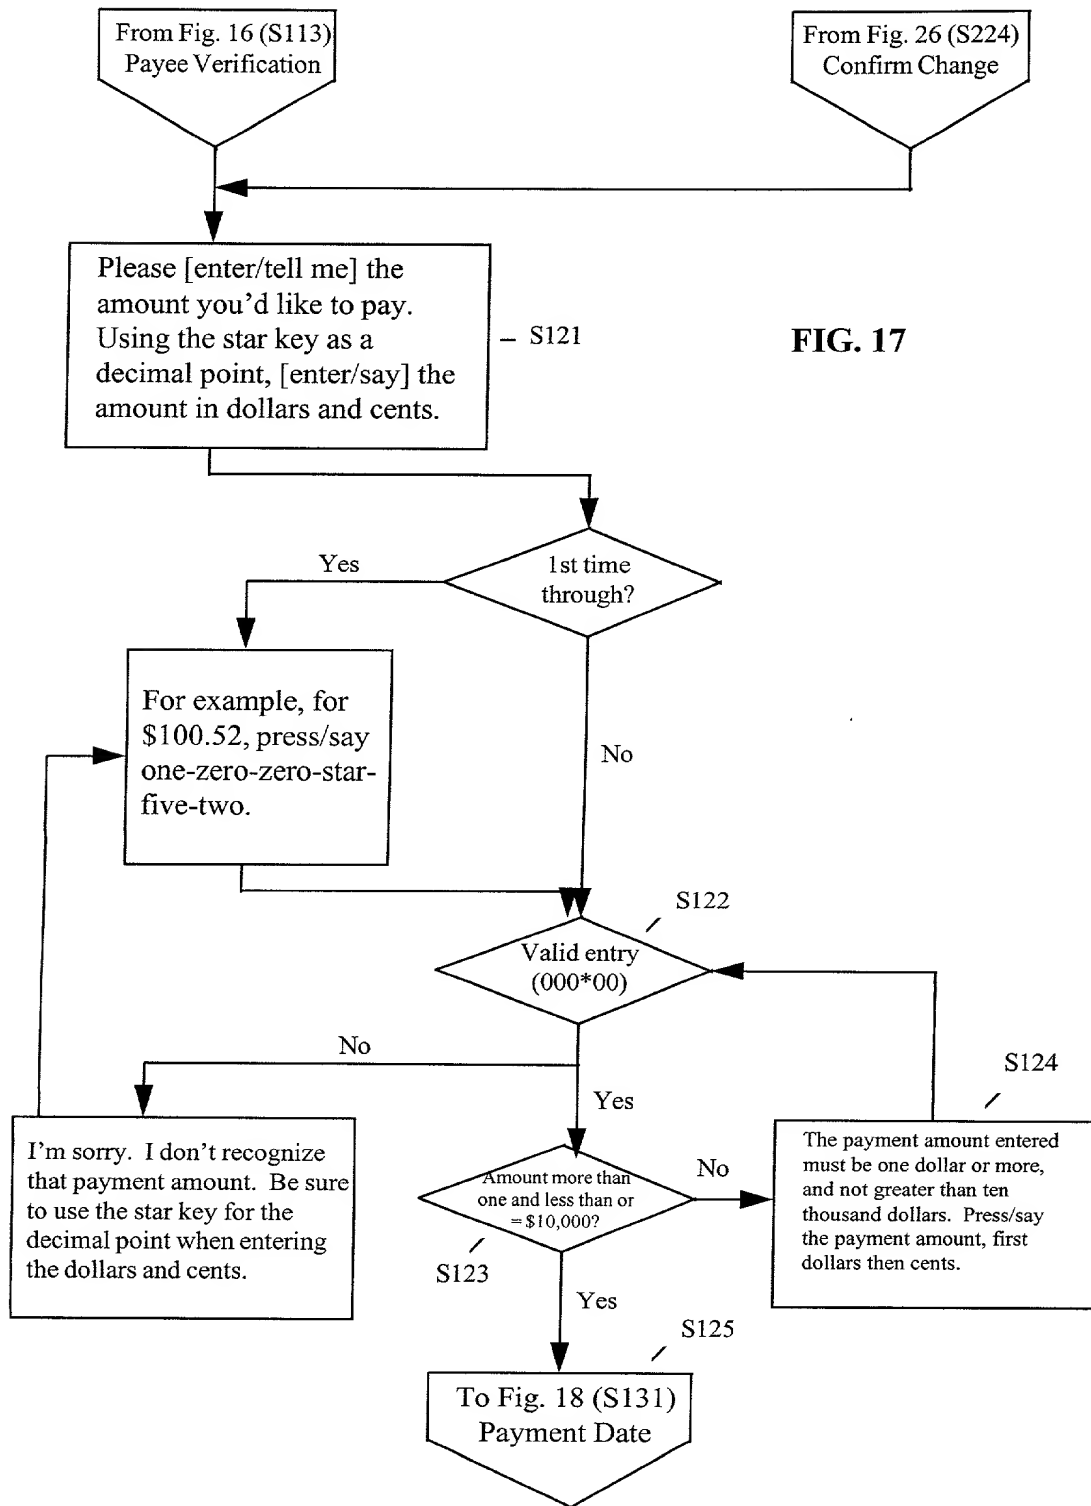 From Fig. 16 (S113)
Payee Verification
From Fig. 26 (S224)
Confirm Change
Please [enter/tell me] the
amount you'd like to pay.
Using the star key as a
decimal point, [enter/say] the
amount in dollars and cents.
S121
FIG. 17
1st time
through?
Yes
For example, for
$100.52, press/say
one-zero-zero-star-
five-two.
No
S122
Valid entry
(000*00)
No
Yes
S124
I'm sorry. I don't recognize
that payment amount. Be sure
to use the star key for the
decimal point when entering
the dollars and cents.
Amount more than
one and less than or
= $10,000?
No
The payment amount entered
must be one dollar or more,
and not greater than ten
thousand dollars. Press/say
the payment amount, first
dollars then cents.
S123
Yes
S125
To Fig. 18 (S131)
Payment Date